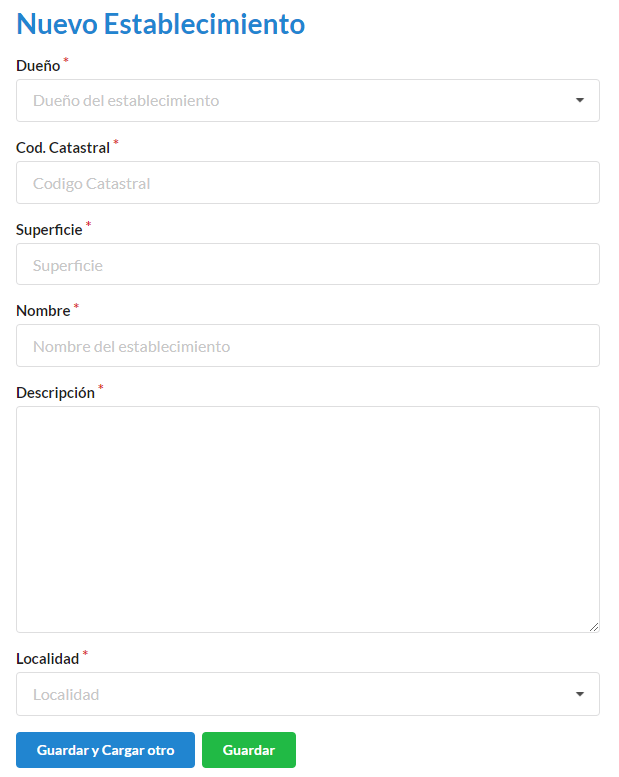 Nuevo Establecimiento
Dueño *
Dueño del establecimiento
Cod. Catastral *
Codigo Catastral
Superficie *
Superficie
Nombre *
Nombre del establecimiento
Descripción *
Localidad *
Localidad
Guardar y Cargar otro Guardar